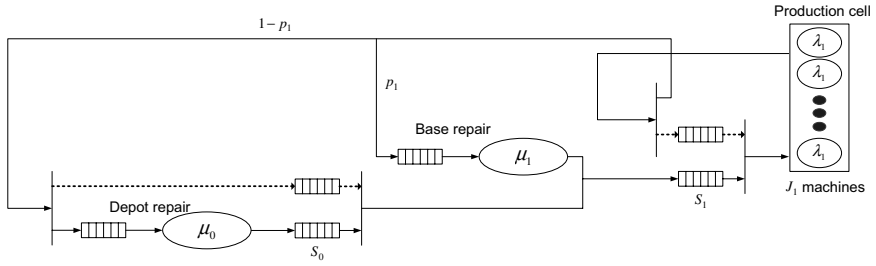 Production cell
1 − p₁
λ₁
λ₁
p₁
Base repair
μ₁
λ₁
J₁ machines
S₁
Depot repair
μ₀
S₀